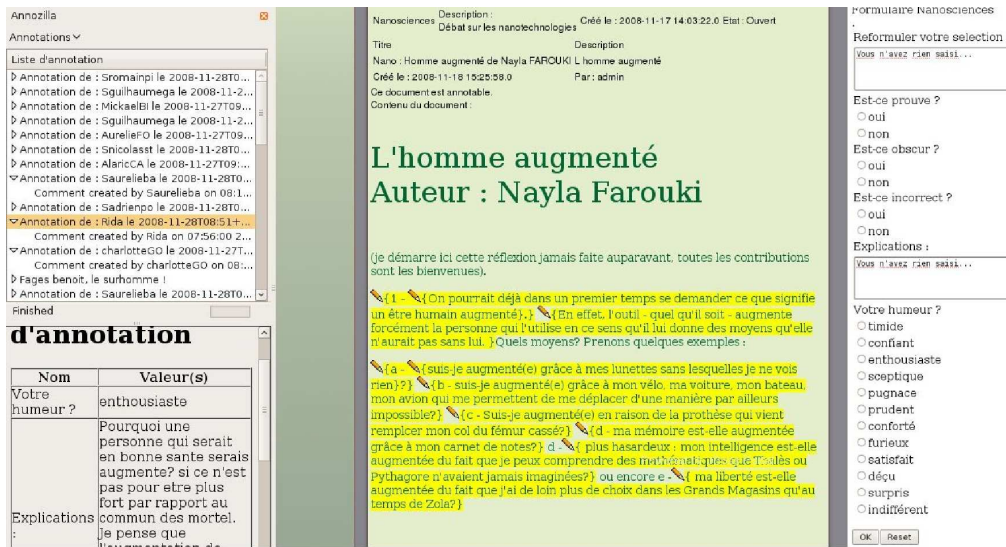 Annozilla
Annotations
Liste d'annotation
Annotation de : Sromainpi le 2008-11-28T0...
Annotation de : Sguilhaumega le 2008-11-2...
Annotation de : MickaelBl le 2008-11-27T09...
Annotation de : Sguilhaumega le 2008-11-2...
Annotation de : AurelieFO le 2008-11-27T09...
Annotation de : Snicolasst le 2008-11-28T0...
Annotation de : AlaricCA le 2008-11-27T09:...
Annotation de : Saurelieba le 2008-11-28T0...
Comment created by Saurelieba on 08:1...
Annotation de : Sadrienpo le 2008-11-28T0...
Annotation de : Rida le 2008-11-28T08:51+...
Comment created by Rida on 07:56:00 2...
Annotation de : charlotteGO le 2008-11-27T...
Comment created by charlotteGO on 08:...
Fages benoit, le surhomme !
Annotation de : Saurelieba le 2008-11-28T0...
Finished
d'annotation
Nom Valeur(s)
Votre humeur ? enthousiaste
Explications :
Pourquoi une
personne qui serait
en bonne sante serais
augmente? si ce n'est
pas pour etre plus
fort par rapport au
commun des mortel.
Je pense que
l'augmentation de
Nanosciences Description : Créé le : 2008-11-17 14:03:22.0 Etat : Ouvert
Débat sur les nanotechnologies
Titre Description
Nano : Homme augmenté de Nayla FAROUKI L homme augmenté
Créé le : 2008-11-18 15:25:58.0 Par : admin
Ce document est annotable.
Contenu du document :
L'homme augmenté
Auteur : Nayla Farouki
(je démarre ici cette réflexion jamais faite auparavant, toutes les contributions
sont les bienvenues).
{1 - {On pourrait déjà dans un premier temps se demander ce que signifie
un être humain augmenté}.} {En effet, l'outil - quel qu'il soit - augmente
forcément la personne qui l'utilise en ce sens qu'il lui donne des moyens qu'elle
n'aurait pas sans lui. }Quels moyens? Prenons quelques exemples :
{a - {suis-je augmenté(e) grâce à mes lunettes sans lesquelles je ne vois
rien}?} {b - suis-je augmenté(e) grâce à mon vélo, ma voiture, mon bateau,
mon avion qui me permettent de me déplacer d'une manière par ailleurs
impossible?} {c - Suis-je augmenté(e) en raison de la prothèse qui vient
remplcer mon col du fémur cassé?} {d - ma mémoire est-elle augmentée
grâce à mon carnet de notes?} d - { plus hasardeux : mon intelligence est-elle
augmentée du fait que je peux comprendre des mathématiques que Thalès ou
Pythagore n'avaient jamais imaginées?} ou encore e - { ma liberté est-elle
augmentée du fait que j'ai de loin plus de choix dans les Grands Magasins qu'au
temps de Zola?}
Formulaire Nanosciences
.
Reformuler votre selection
Vous n'avez rien saisi...
Est-ce prouve ?
oui
non
Est-ce obscur ?
oui
non
Est-ce incorrect ?
oui
non
Explications :
Vous n'avez rien saisi...
Votre humeur ?
timide
confiant
enthousiaste
sceptique
pugnace
prudent
conforté
furieux
satisfait
déçu
surpris
indifférent
OK Reset